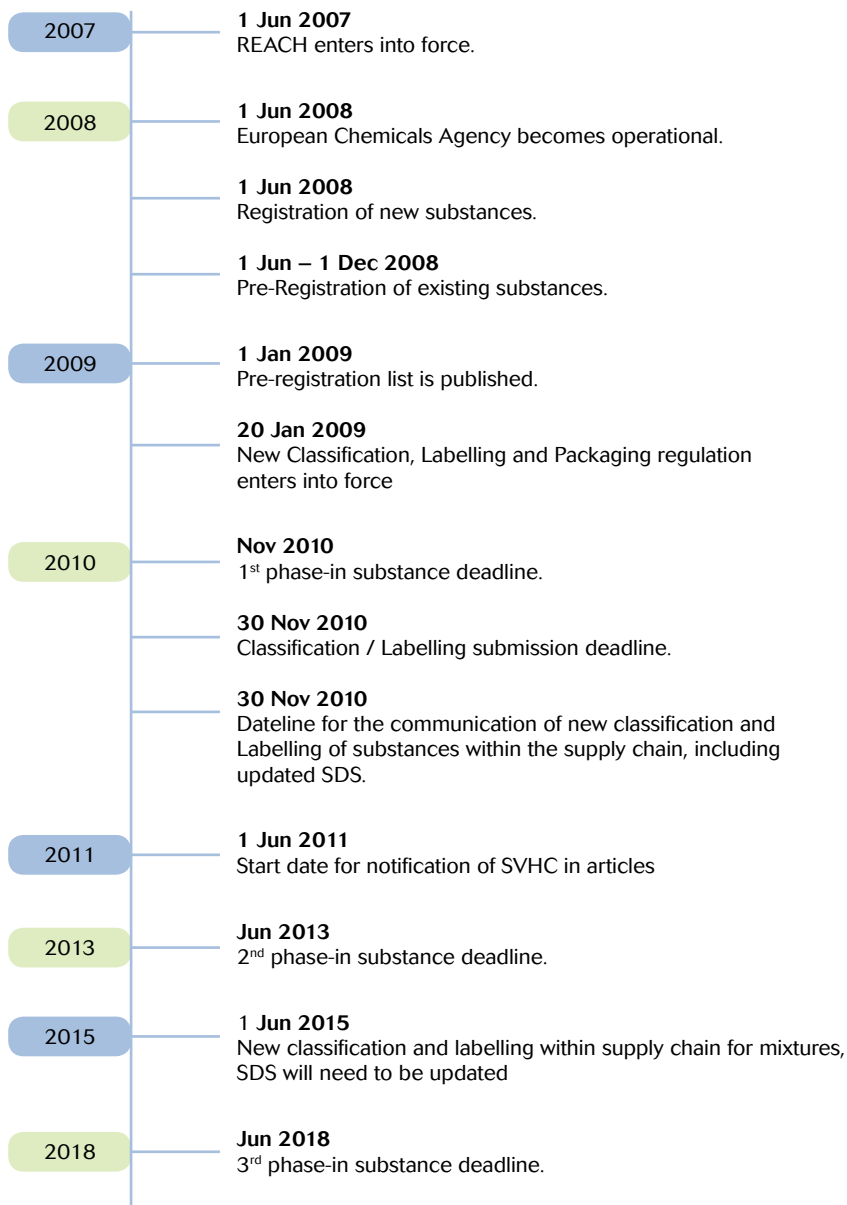 2007
1 Jun 2007
REACH enters into force.
2008
1 Jun 2008
European Chemicals Agency becomes operational.
1 Jun 2008
Registration of new substances.
1 Jun – 1 Dec 2008
Pre-Registration of existing substances.
2009
1 Jan 2009
Pre-registration list is published.
20 Jan 2009
New Classification, Labelling and Packaging regulation
enters into force
2010
Nov 2010
1st phase-in substance deadline.
30 Nov 2010
Classification / Labelling submission deadline.
30 Nov 2010
Dateline for the communication of new classification and
Labelling of substances within the supply chain, including
updated SDS.
2011
1 Jun 2011
Start date for notification of SVHC in articles
2013
Jun 2013
2nd phase-in substance deadline.
2015
1 Jun 2015
New classification and labelling within supply chain for mixtures,
SDS will need to be updated
2018
Jun 2018
3rd phase-in substance deadline.